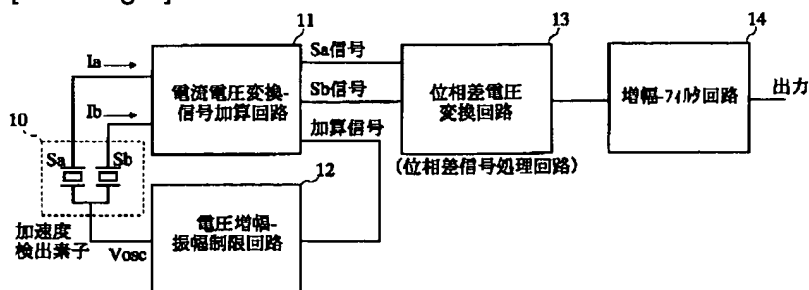 11
13
14
Ia
Sa信号
Sb信号
Ib
電流電圧変換-
信号加算回路
位相差電圧
変換回路
増幅-フィルタ回路
出力
加算信号
10
Sa
Sb
(位相差信号処理回路)
12
加速度
検出素子
Vosc
電圧増幅-
振幅制限回路